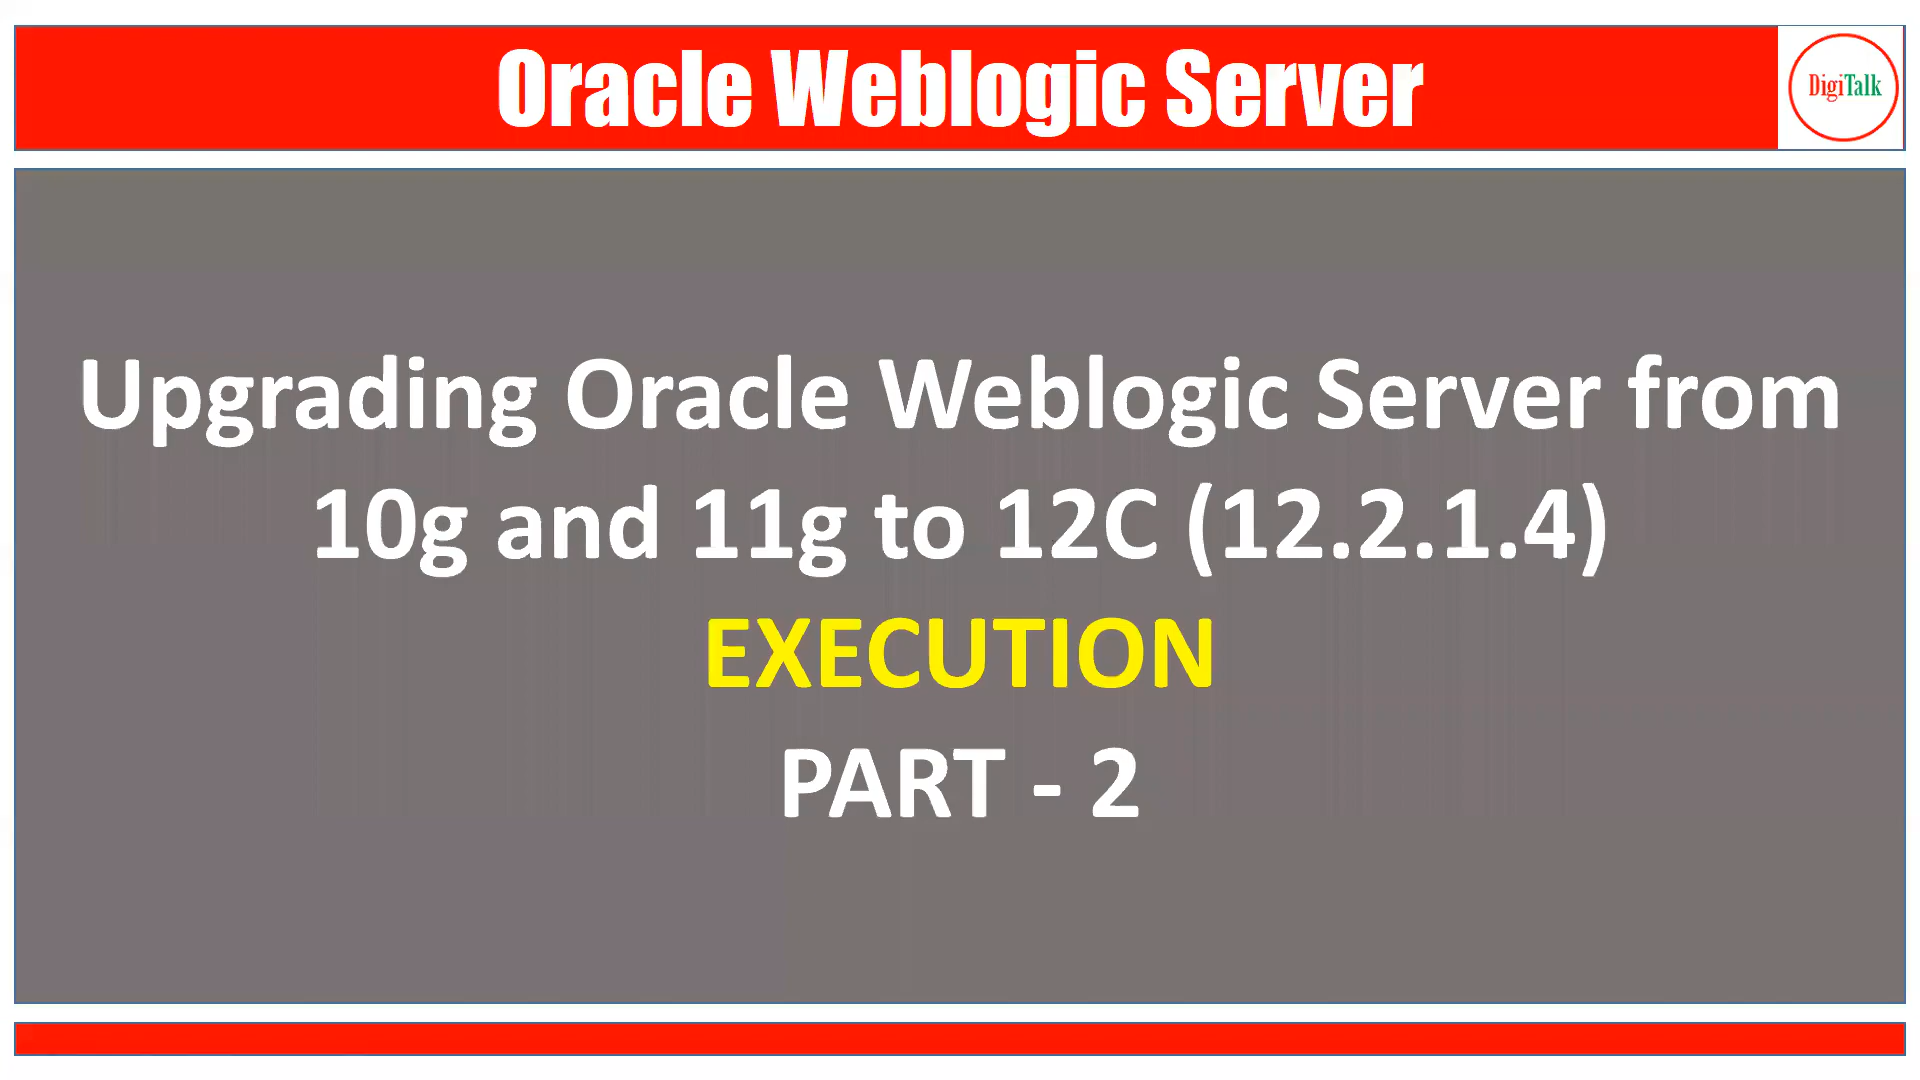 Oracle Weblogic Server
DigiTalk
Upgrading Oracle Weblogic Server from
10g and 11g to 12C (12.2.1.4)
EXECUTION
PART - 2